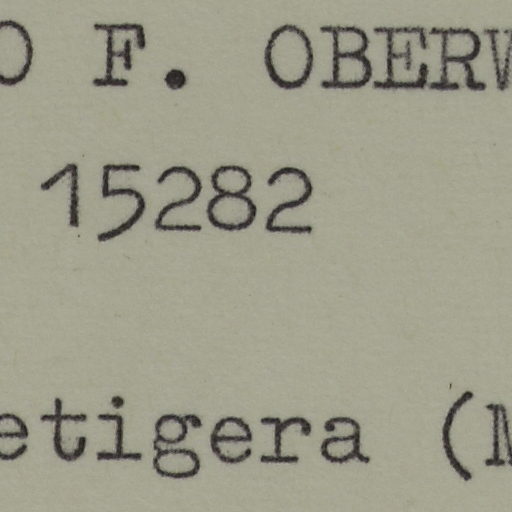 O F. OBERW
15282
etigera (M